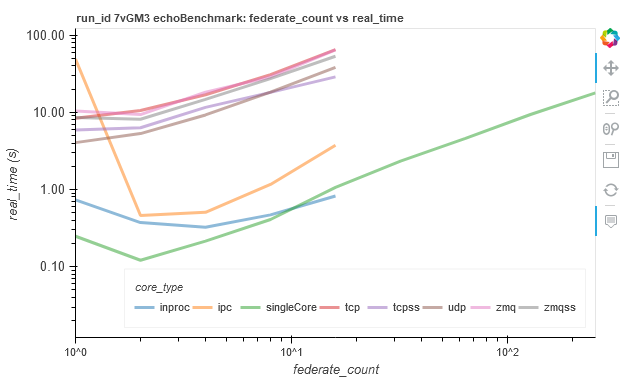 run_id 7vGM3 echoBenchmark: federate_count vs real_time
100.00
10.00
1.00
0.10
real_time (s)
core_type
inproc ipc singleCore tcp tcpss udp zmq zmqss
10^0 10^1 10^2
federate_count